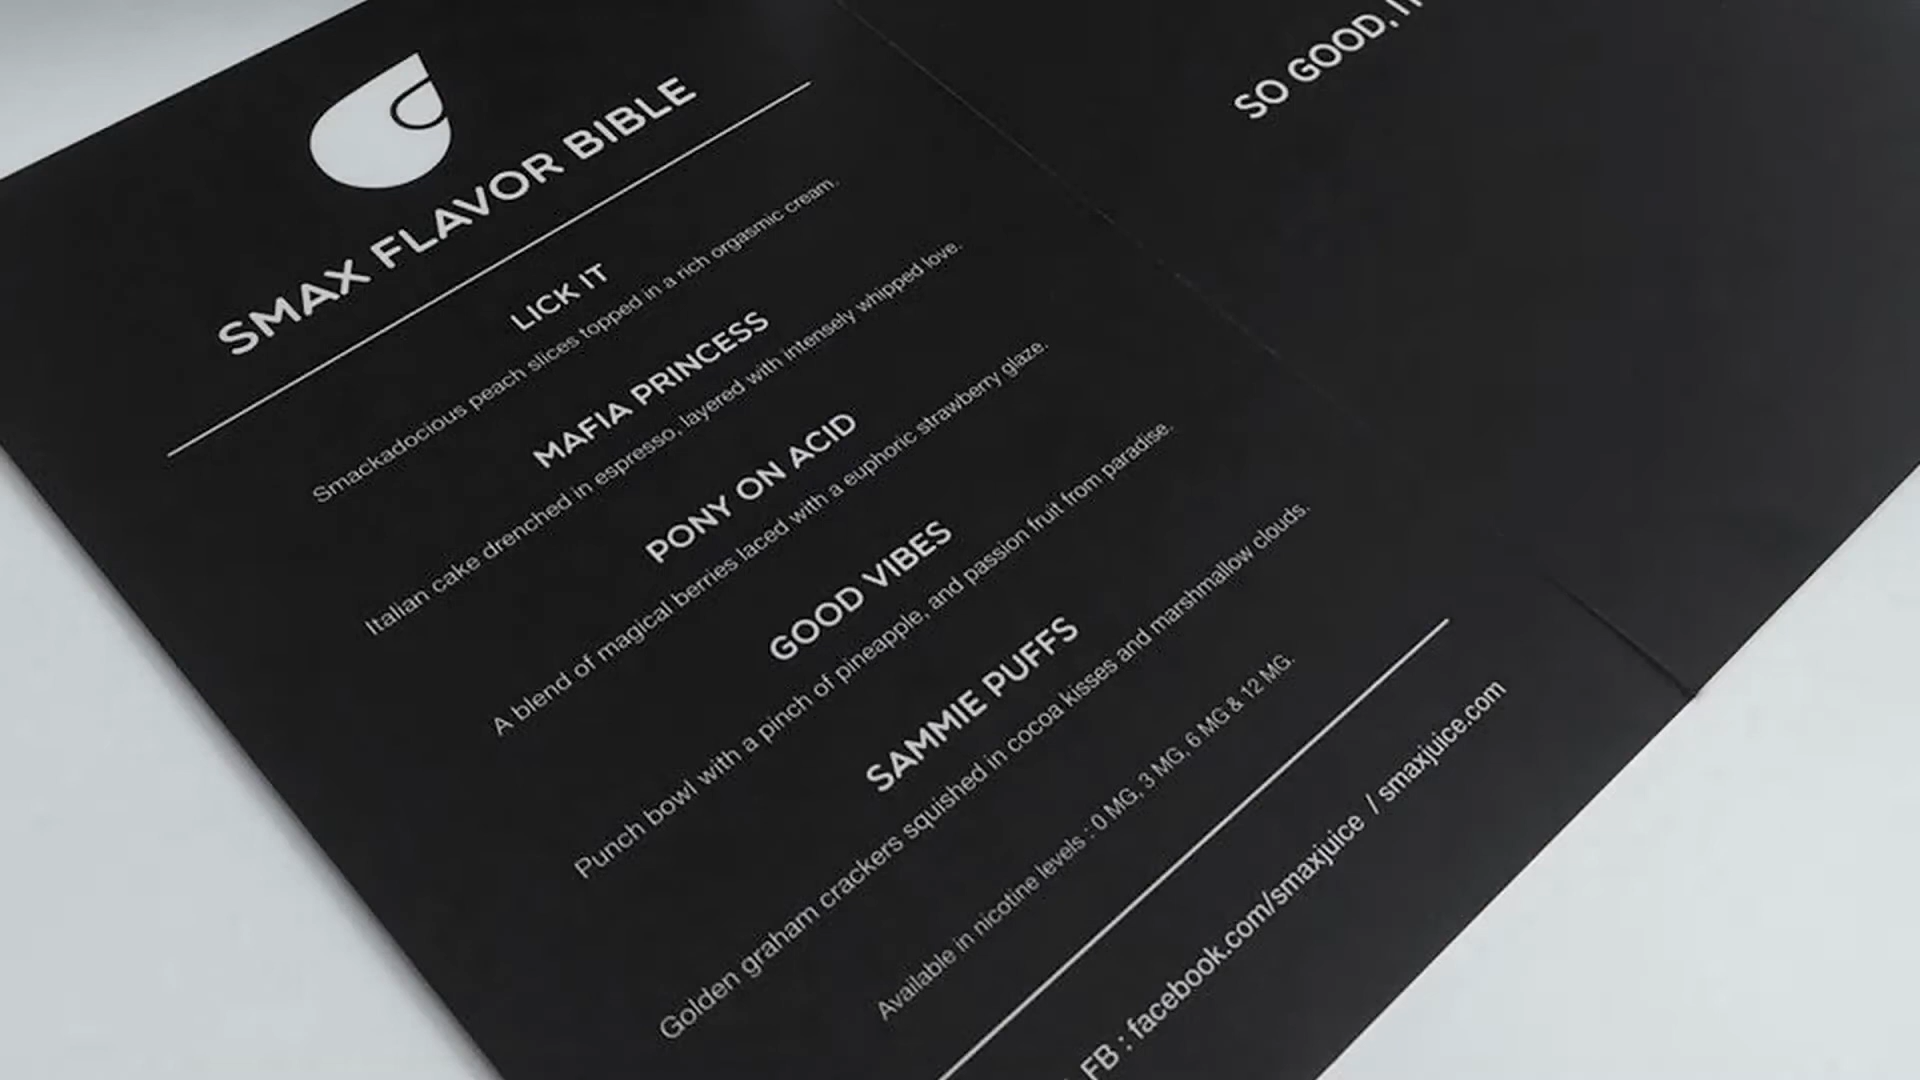 SMAX FLAVOR BIBLE
LICK IT
Smackadocious peach slices topped in a rich orgasmic cream.
MAFIA PRINCESS
Italian cake drenched in espresso, layered with intensely whipped love.
PONY ON ACID
A blend of magical berries laced with a euphoric strawberry glaze.
GOOD VIBES
Punch bowl with a pinch of pineapple, and passion fruit from paradise.
SAMMIE PUFFS
Golden graham crackers squished in cocoa kisses and marshmallow clouds.
Available in nicotine levels : 0 MG, 3 MG, 6 MG & 12 MG.
FB : facebook.com/smaxjuice / smaxjuice.com
SO GOOD,